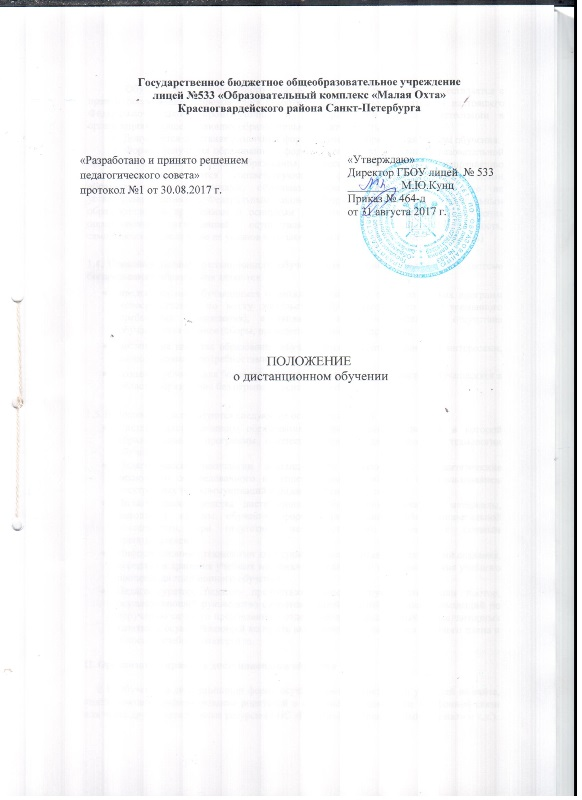 Государственное бюджетное общеобразовательное учреждение
лицей №533 «Образовательный комплекс «Малая Охта»
Красногвардейского района Санкт-Петербурга
«Разработано и принято решением
педагогического совета»
протокол №1 от 30.08.2017 г.
«Утверждаю»
Директор ГБОУ лицей № 533
М.Ю.Кунц
Приказ № 464-д
от 31 августа 2017 г.
ПОЛОЖЕНИЕ
о дистанционном обучении